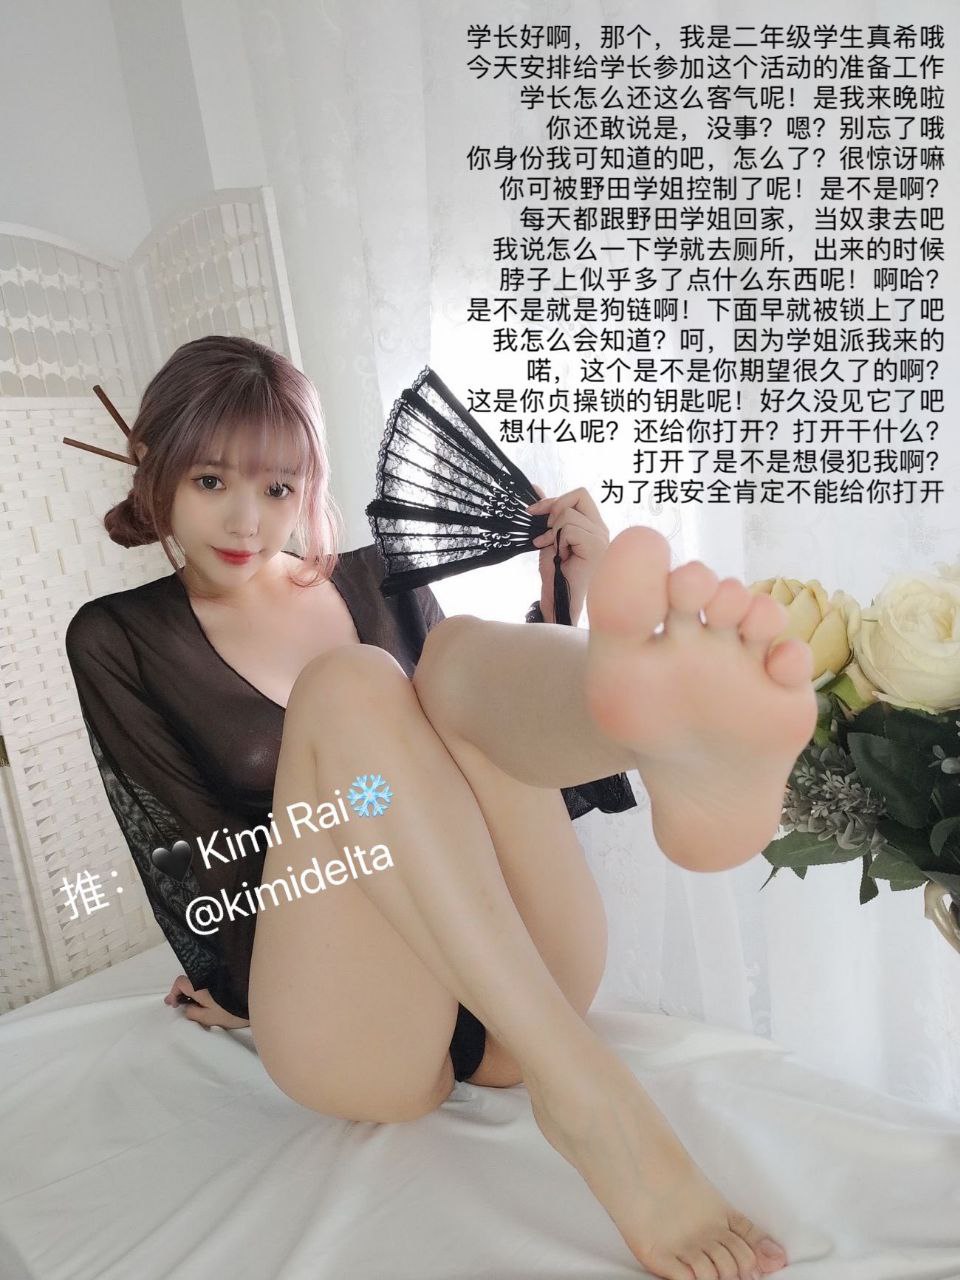 学长好啊，那个，我是二年级学生真希哦
今天安排给学长参加这个活动的准备工作
学长怎么还这么客气呢！是我来晚啦
你还敢说是，没事？嗯？别忘了哦
你身份我可知道的吧，怎么了？很惊讶嘛
你可被野田学姐控制了呢！是不是啊？
每天都跟野田学姐回家，当奴隶去吧
我说怎么一下学就去厕所，出来的时候
脖子上似乎多了点什么东西呢！啊哈？
是不是就是狗链啊！下面早就被锁上了吧
我怎么会知道？呵，因为学姐派我来的
喏，这个是不是你期望很久了的啊？
这是你贞操锁的钥匙呢！好久没见它了吧
想什么呢？还给你打开？打开干什么？
打开了是不是想侵犯我啊？
为了我安全肯定不能给你打开
推：🖤Kimi Rai❄️
@kimidelta